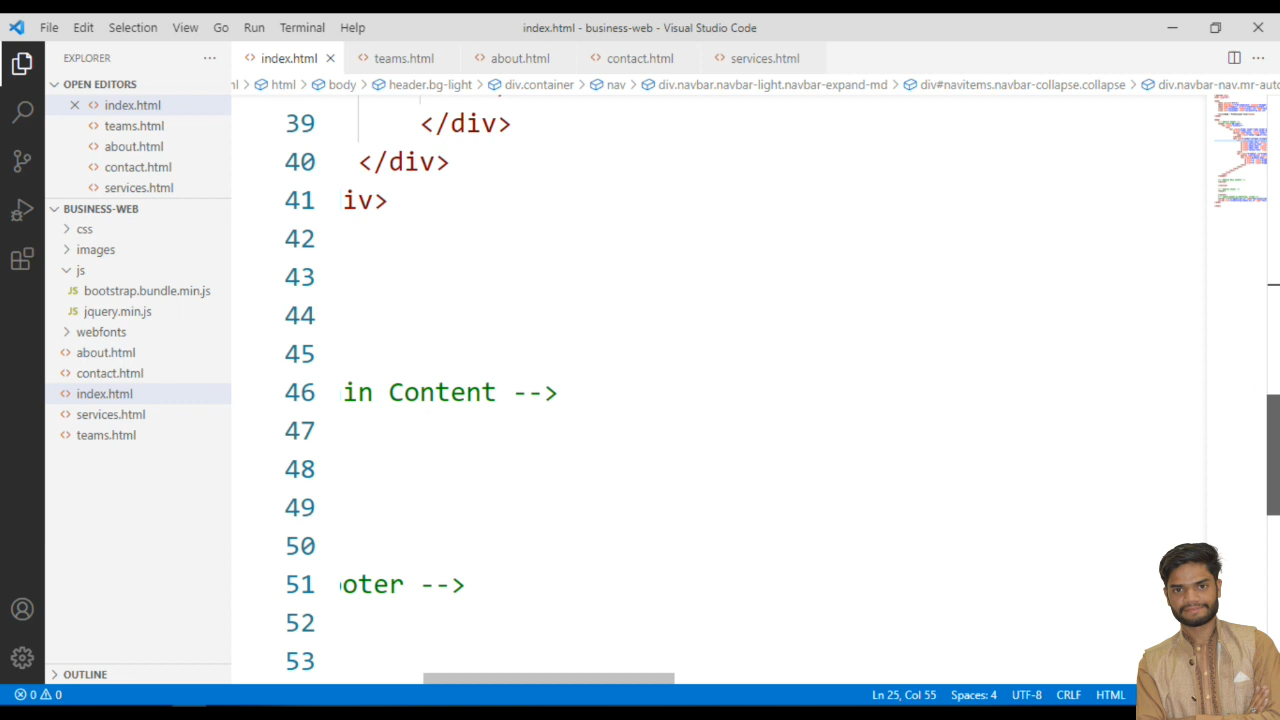 File Edit Selection View Go Run Terminal Help index.html - business-web - Visual Studio Code
EXPLORER
index.html teams.html about.html contact.html services.html
OPEN EDITORS
html body header.bg-light div.container nav div.navbar.navbar-light.navbar-expand-md div#navitems.navbar-collapse.collapse div.navbar-nav.mr-auto
index.html
teams.html
about.html
contact.html
services.html
BUSINESS-WEB
css
images
js
JS bootstrap.bundle.min.js
JS jquery.min.js
webfonts
about.html
contact.html
index.html
services.html
teams.html
OUTLINE
39 </div>
40 </div>
41 iv>
42
43
44
45
46 in Content -->
47
48
49
50
51 oter -->
52
53
0 0 Ln 25, Col 55 Spaces: 4 UTF-8 CRLF HTML